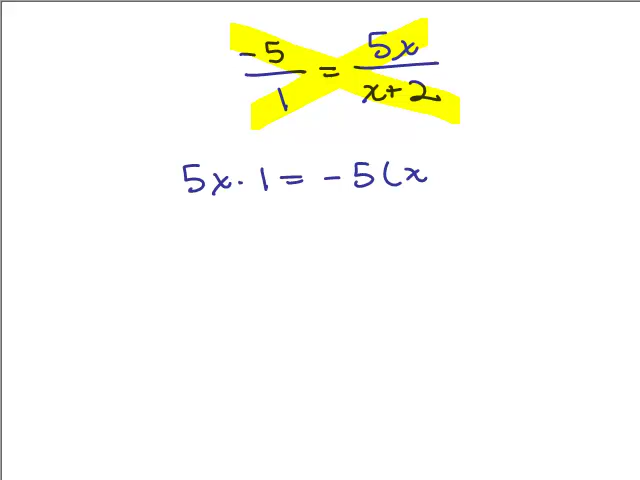 -5/1 = 5x/x+2
5x · 1 = -5(x